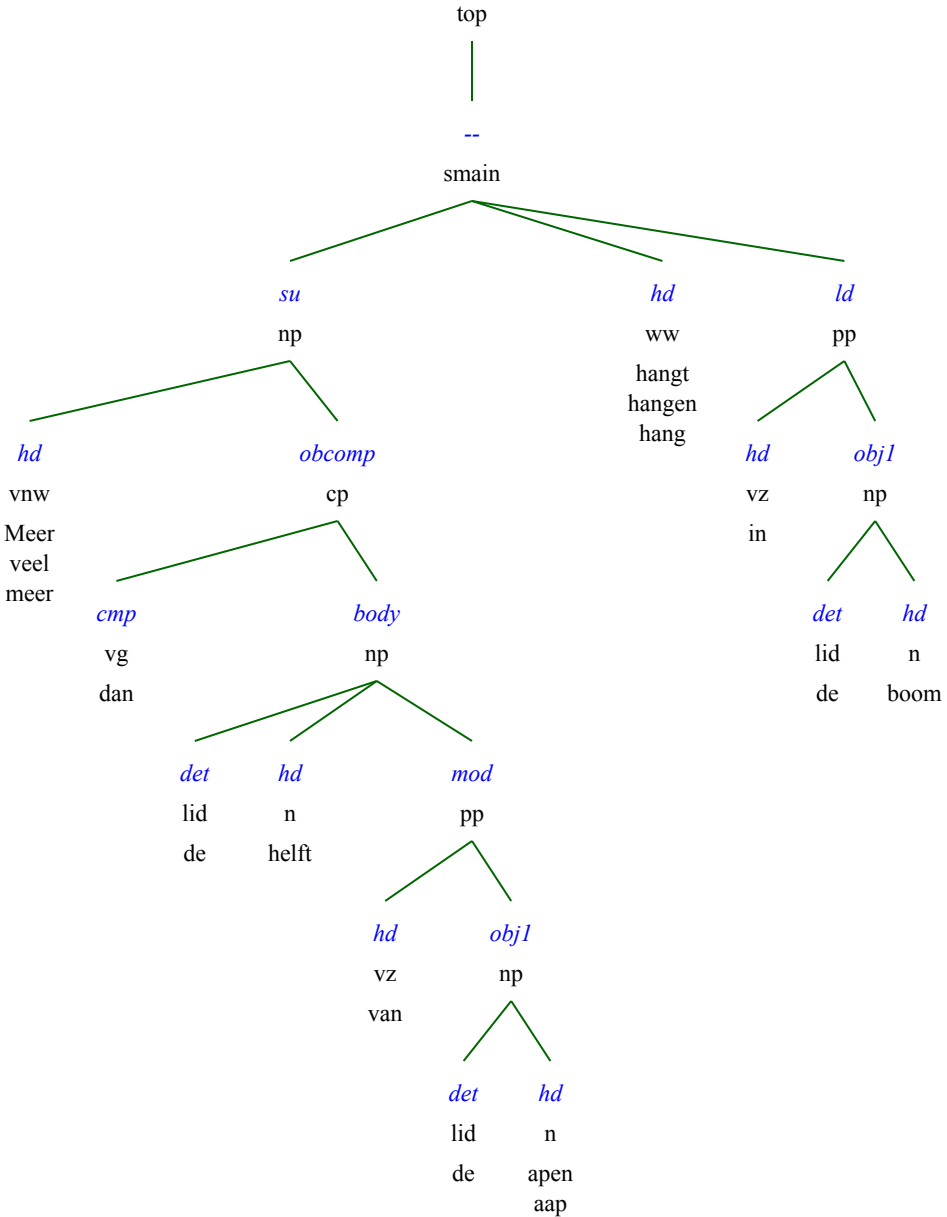 top
--
smain
su hd ld
np ww pp
hangt
hangen
hang
hd obcomp hd obj1
vnw cp vz np
Meer in
veel
meer
cmp body det hd
vg np lid n
dan de boom
det hd mod
lid n pp
de helft
hd obj1
vz np
van
det hd
lid n
de apen
aap